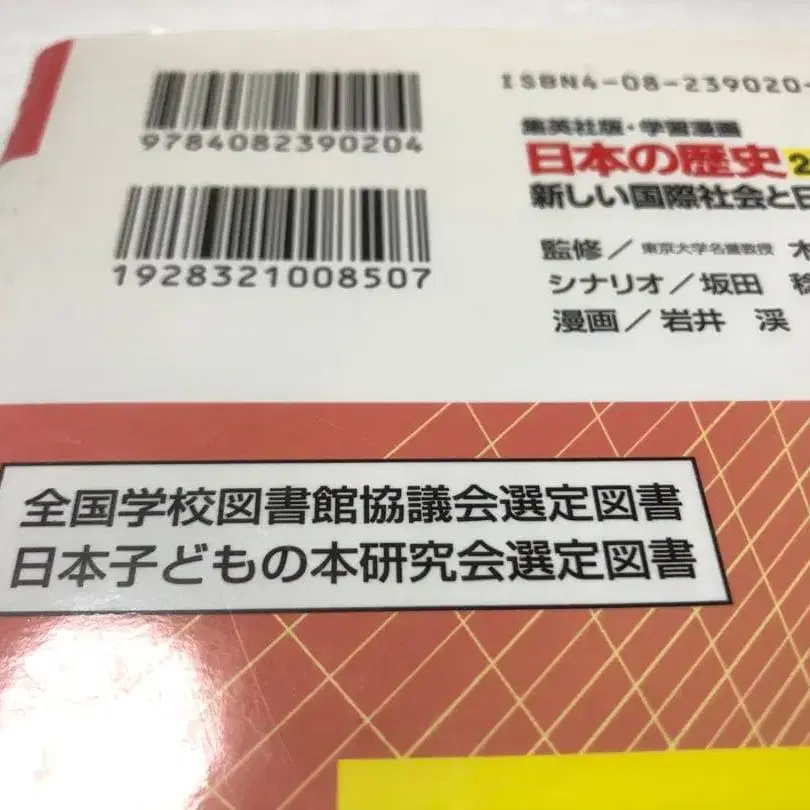 9784082390204
1928321008507
ISBN4-08-239020-
集英社版・学習漫画
日本の歴史 2
新しい国際社会と日
監修/東京大学名誉教授 木
シナリオ/坂田 稔
漫画/岩井 渓
全国学校図書館協議会選定図書
日本子どもの本研究会選定図書